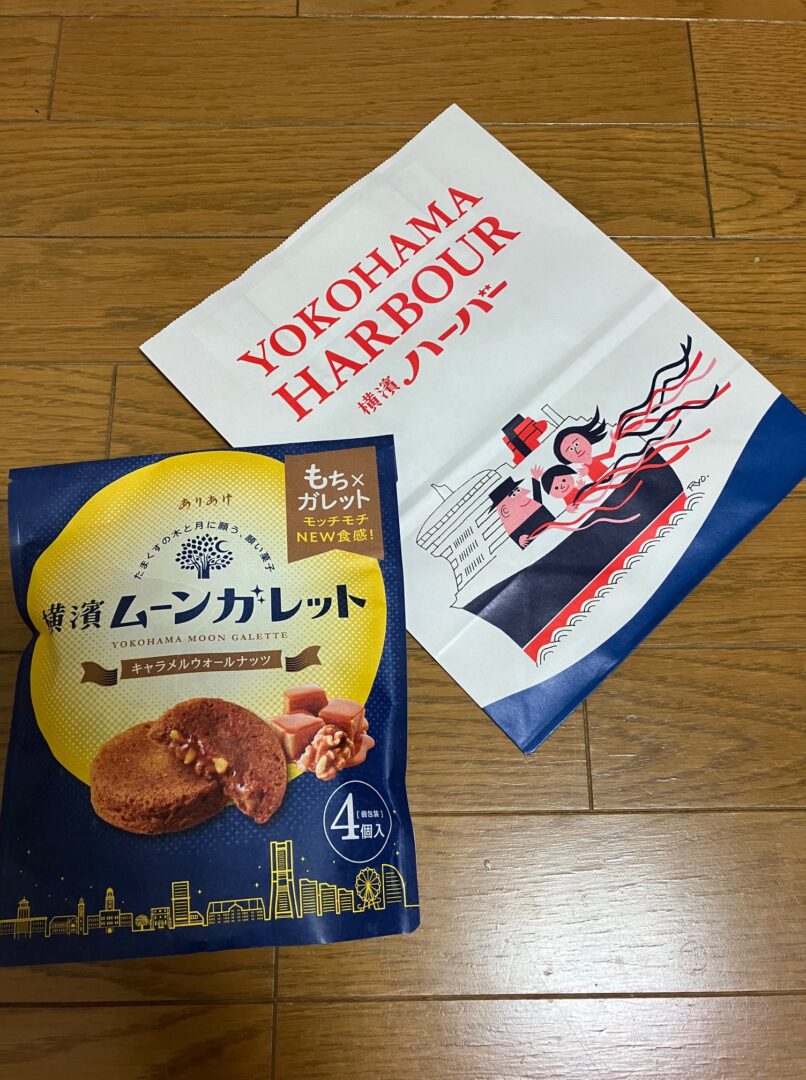 YOKOHAMA
HARBOUR
横濱ハーバー
Ryo.
ありあけ
たまくすの木と月に願う、願い菓子
横濱ムーンガレット
YOKOHAMA MOON GALETTE
キャラメルウォールナッツ
もち×
ガレット
モッチモチ
NEW食感!
4個入
[個包装]